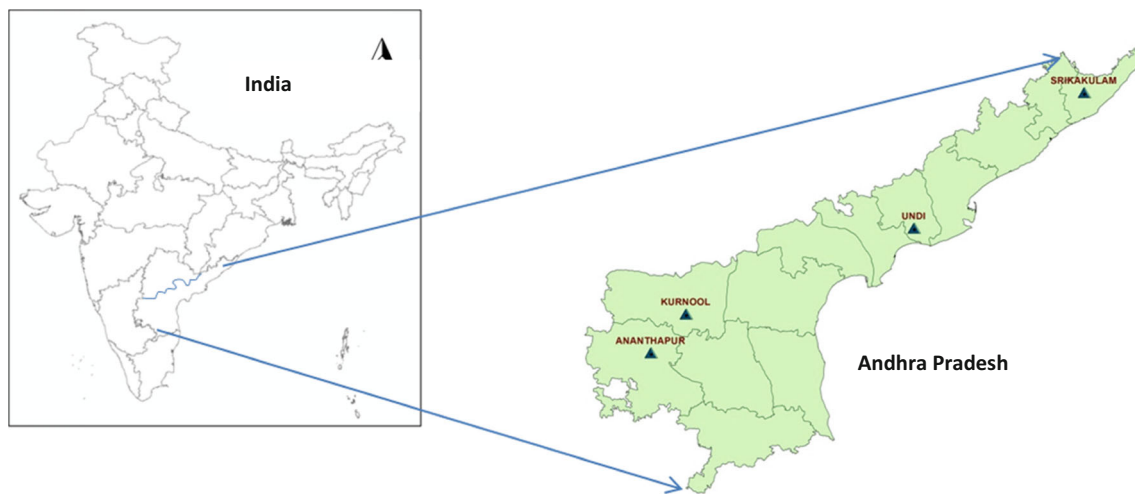 India
SRIKAKULAM
UNDI
KURNOOL
ANANTHAPUR
Andhra Pradesh